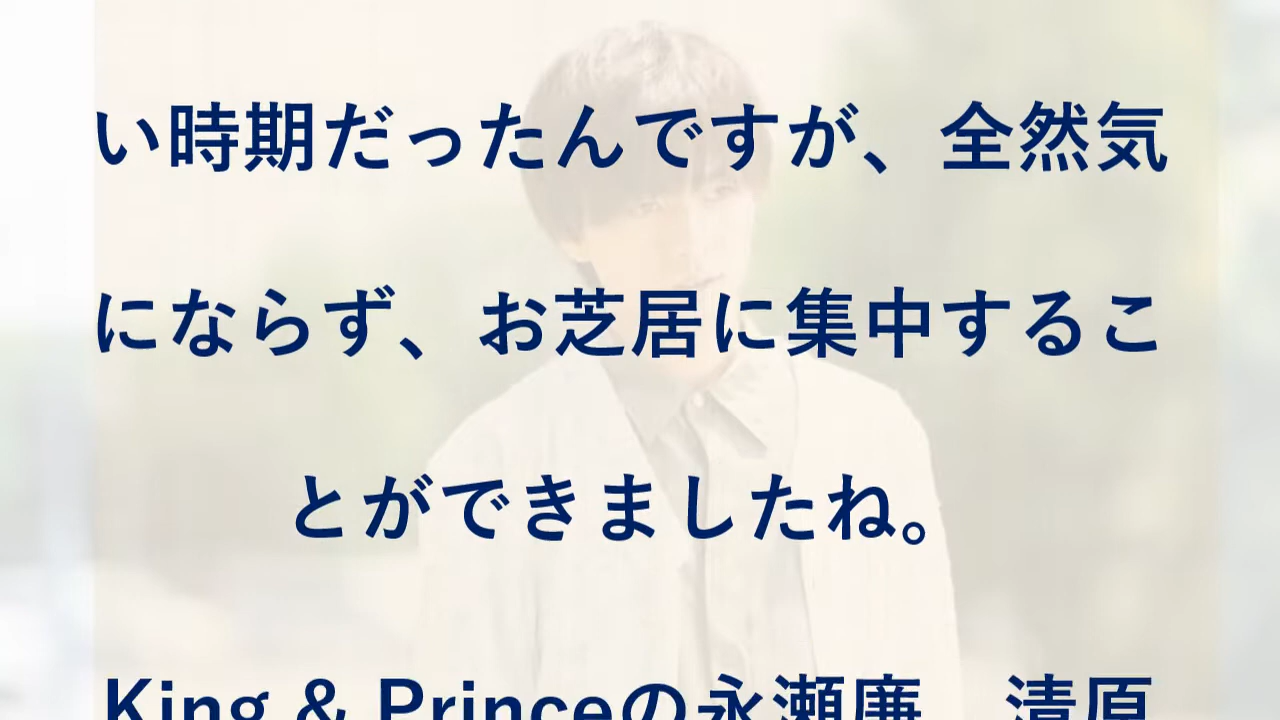 い時期だったんですが、全然気
にならず、お芝居に集中するこ
とができましたね。
King & Princeの永瀬廉、清原